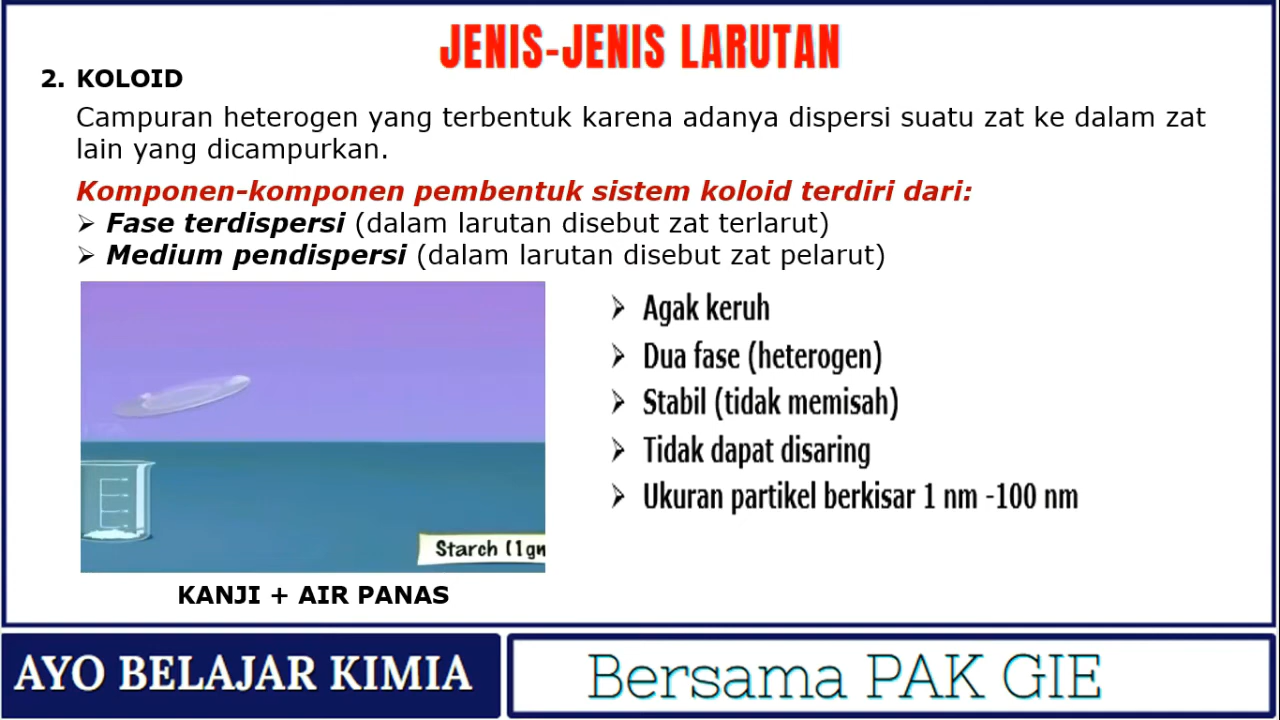 JENIS-JENIS LARUTAN
2. KOLOID
Campuran heterogen yang terbentuk karena adanya dispersi suatu zat ke dalam zat
lain yang dicampurkan.
Komponen-komponen pembentuk sistem koloid terdiri dari:
➢ Fase terdispersi (dalam larutan disebut zat terlarut)
➢ Medium pendispersi (dalam larutan disebut zat pelarut)
➢ Agak keruh
➢ Dua fase (heterogen)
➢ Stabil (tidak memisah)
➢ Tidak dapat disaring
➢ Ukuran partikel berkisar 1 nm -100 nm
Starch (1gm
KANJI + AIR PANAS
AYO BELAJAR KIMIA
Bersama PAK GIE